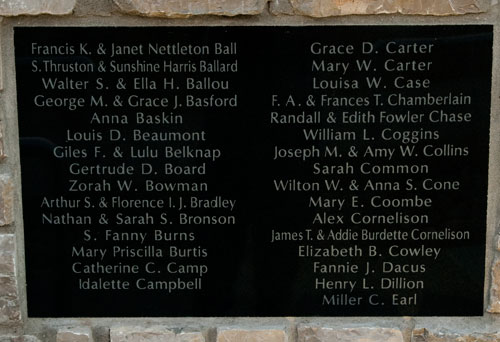 Francis K. & Janet Nettleton Ball
S. Thruston & Sunshine Harris Ballard
Walter S. & Ella H. Ballou
George M. & Grace J. Basford
Anna Baskin
Louis D. Beaumont
Giles F. & Lulu Belknap
Gertrude D. Board
Zorah W. Bowman
Arthur S. & Florence I. J. Bradley
Nathan & Sarah S. Bronson
S. Fanny Burns
Mary Priscilla Burtis
Catherine C. Camp
Idalette Campbell
Grace D. Carter
Mary W. Carter
Louisa W. Case
F. A. & Frances T. Chamberlain
Randall & Edith Fowler Chase
William L. Coggins
Joseph M. & Amy W. Collins
Sarah Common
Wilton W. & Anna S. Cone
Mary E. Coombe
Alex Cornelison
James T. & Addie Burdette Cornelison
Elizabeth B. Cowley
Fannie J. Dacus
Henry L. Dillion
Miller C. Earl